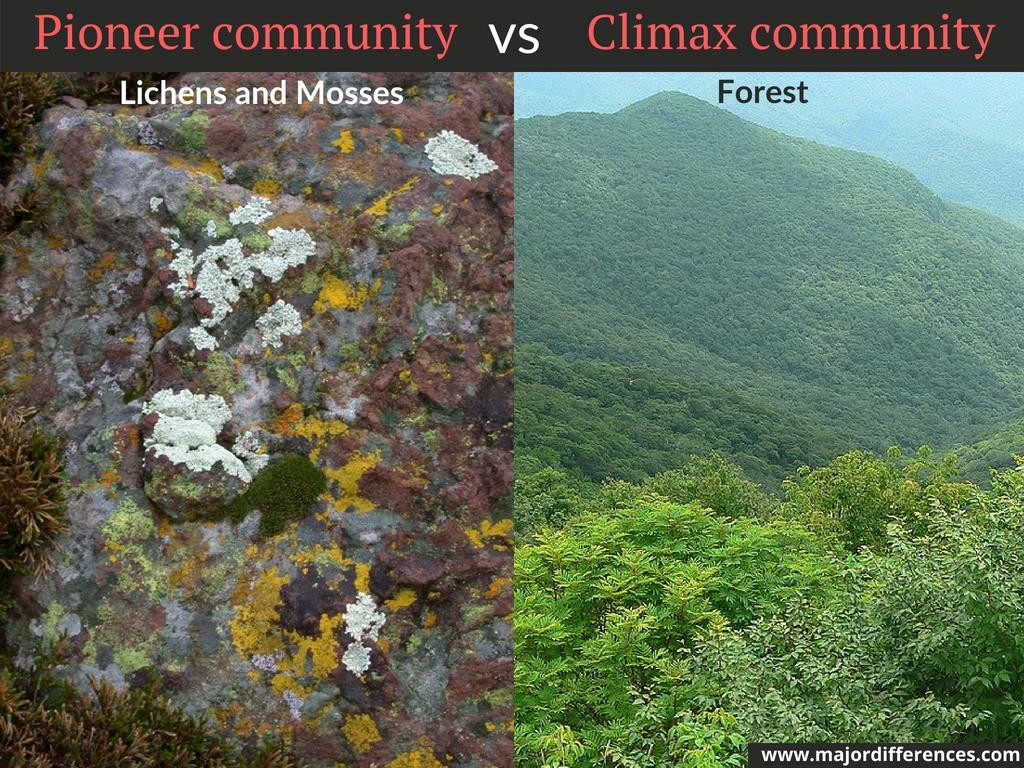 Pioneer community vs Climax community
Lichens and Mosses
Forest
www.majordifferences.com